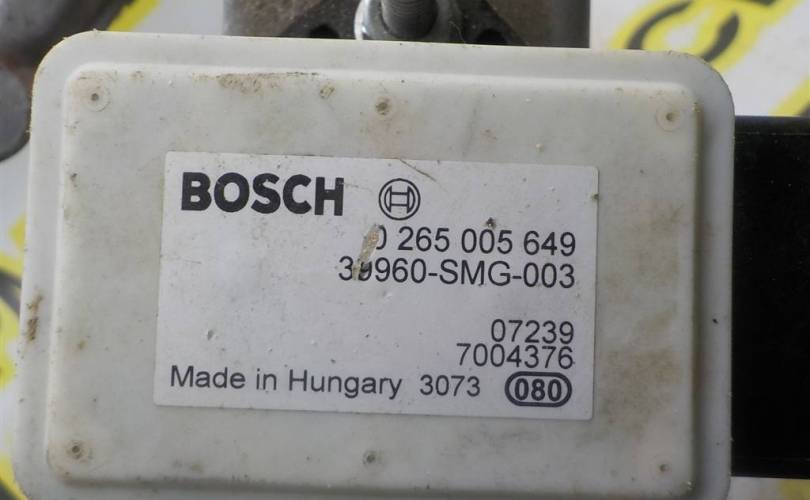 BOSCH
0 265 005 649
39960-SMG-003
07239
7004376
Made in Hungary 3073 080